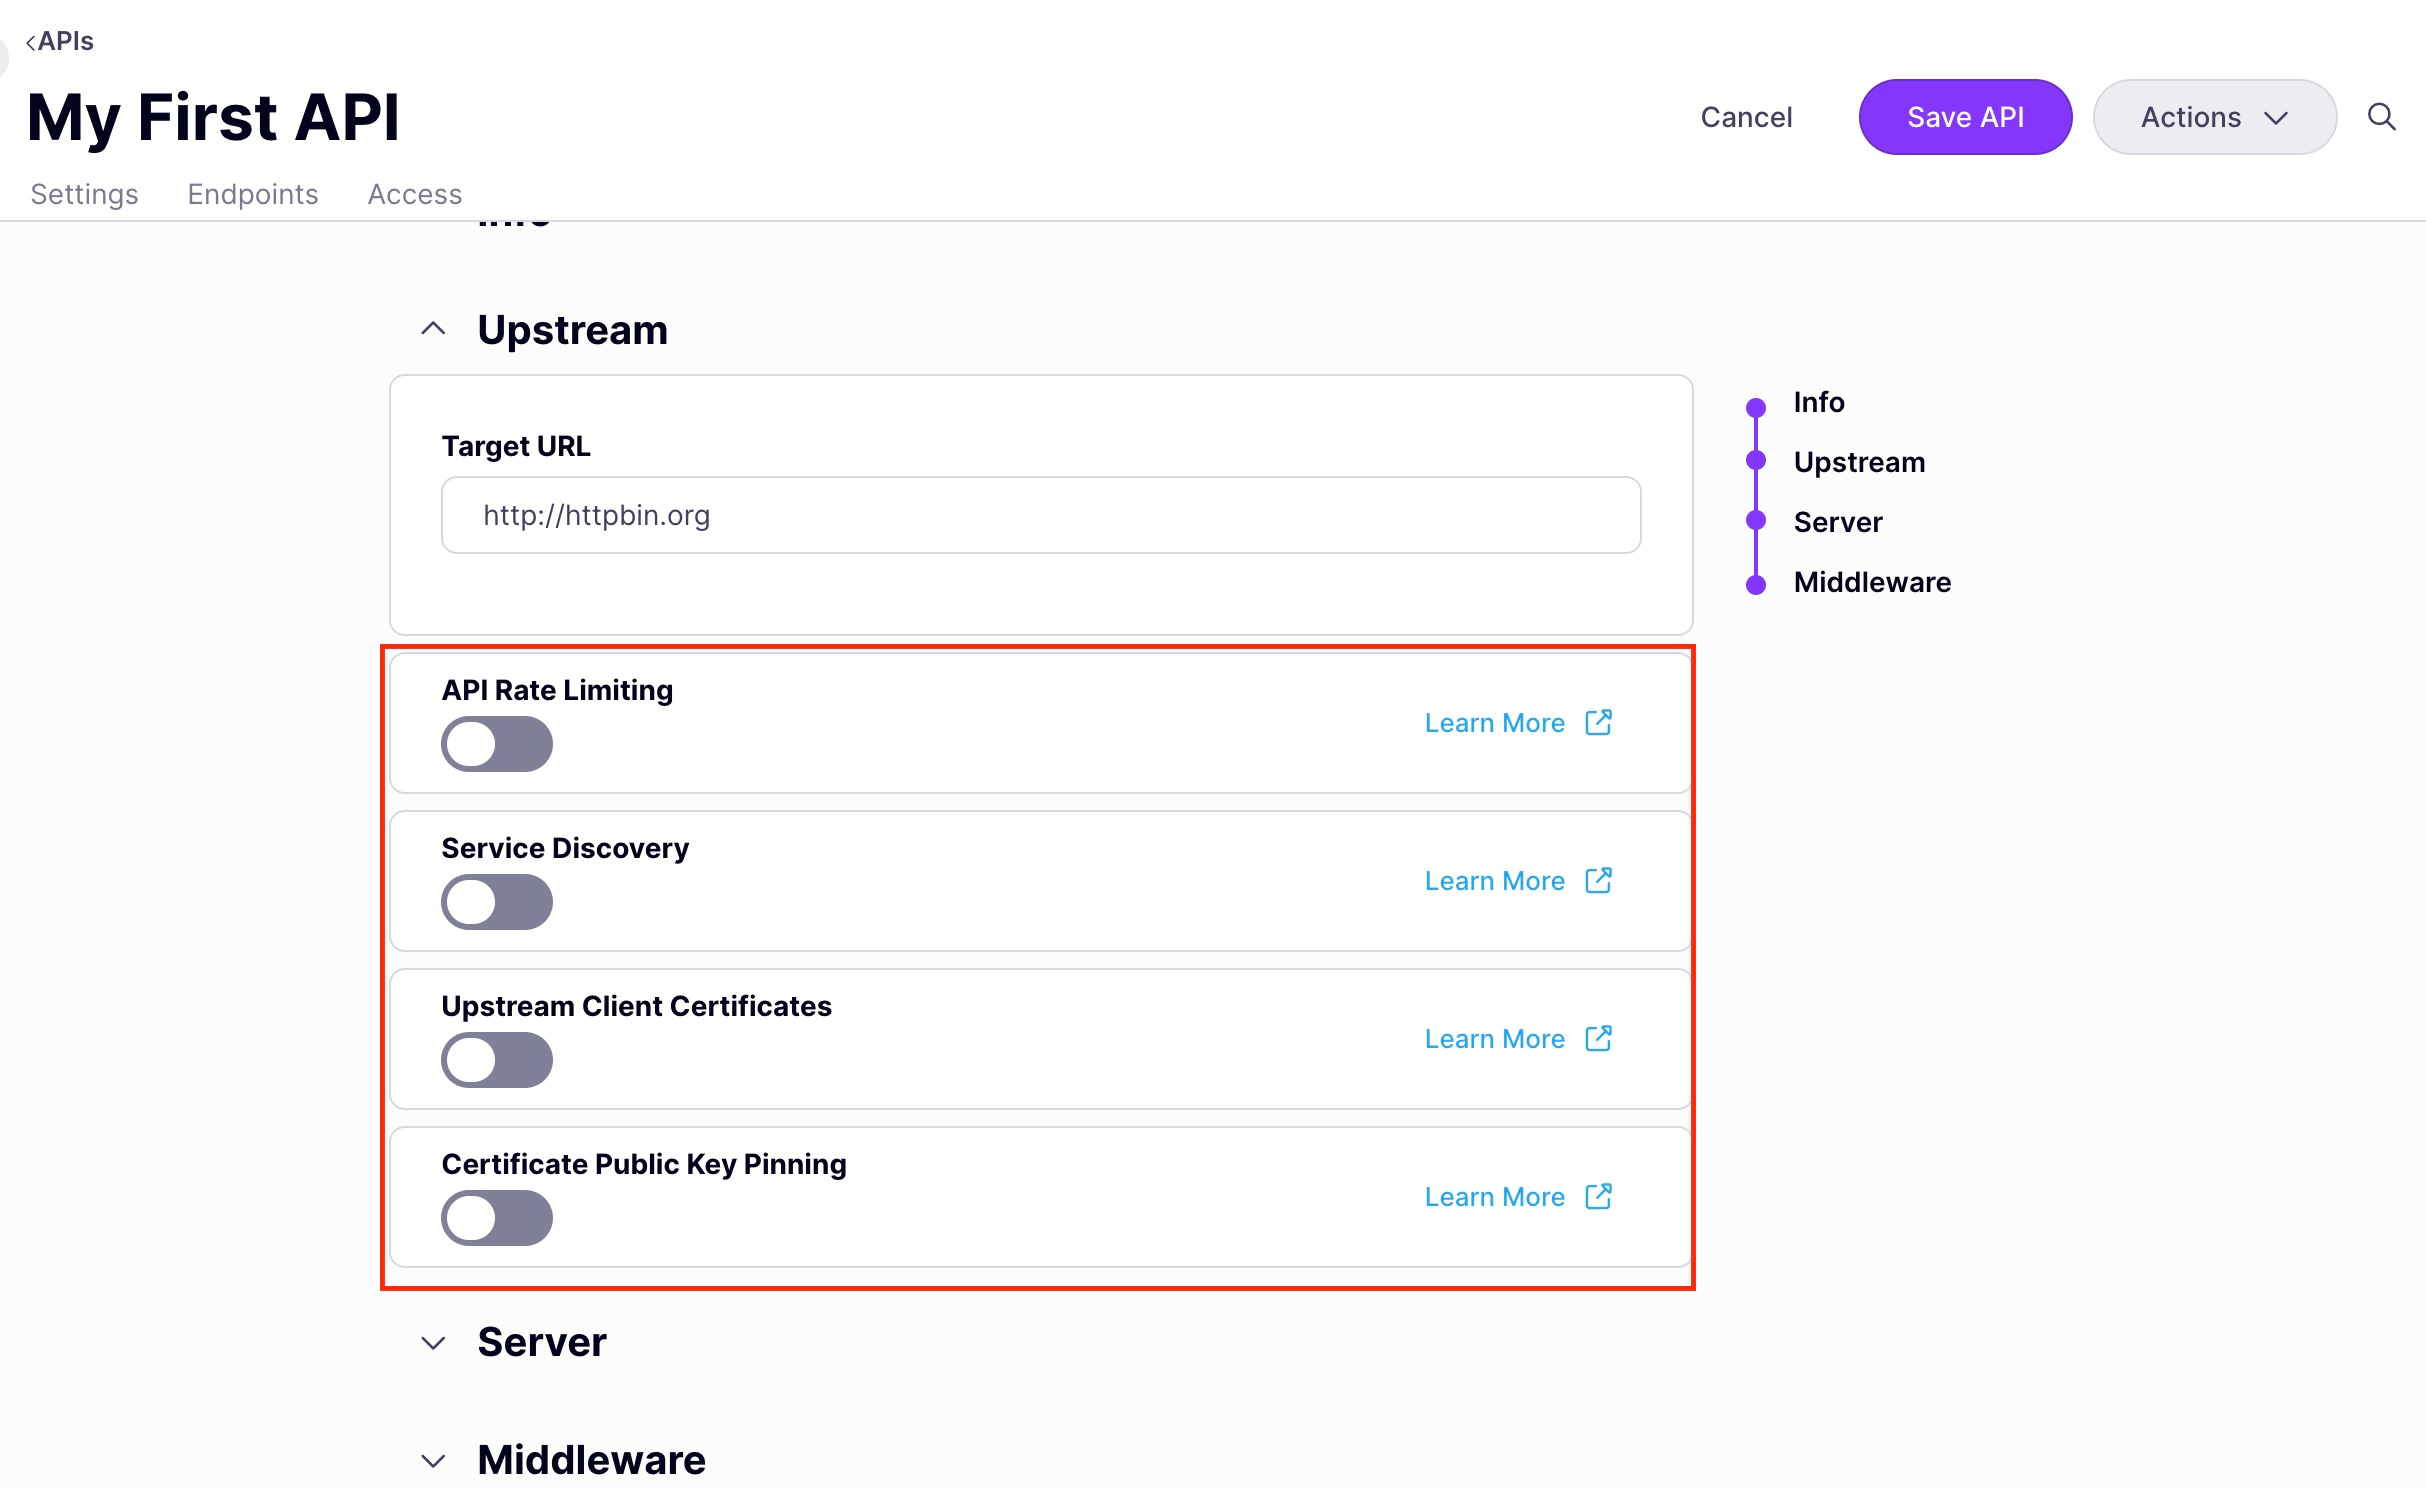 APIs
My First API
Cancel
Save API
Actions
Settings
Endpoints
Access
Info
Upstream
Target URL
http://httpbin.org
Info
Upstream
Server
Middleware
API Rate Limiting
Learn More
Service Discovery
Learn More
Upstream Client Certificates
Learn More
Certificate Public Key Pinning
Learn More
Server
Middleware